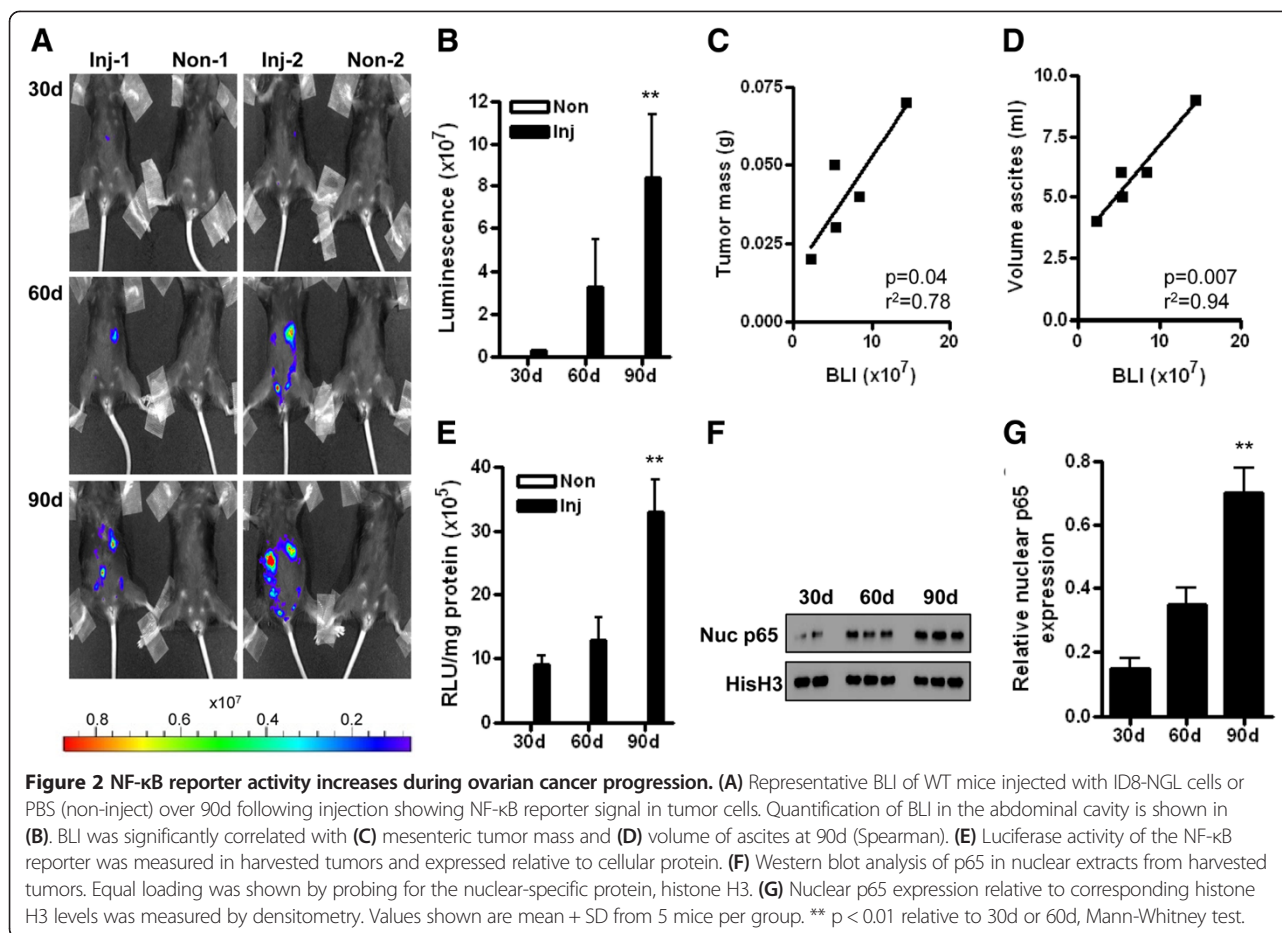 A
Inj-1 Non-1 Inj-2 Non-2
30d
60d
90d
x10⁷
0.8 0.6 0.4 0.2
B
Luminescence (x10⁷)
12
10
8
6
4
2
0
Non
Inj
**
30d 60d 90d
C
Tumor mass (g)
0.075
0.050
0.025
0.000
p=0.04
r²=0.78
0 10 20
BLI (x10⁷)
D
Volume ascites (ml)
10.0
7.5
5.0
2.5
0.0
p=0.007
r²=0.94
0 10 20
BLI (x10⁷)
E
RLU/mg protein (x10⁵)
40
30
20
10
0
Non
Inj
**
30d 60d 90d
F
30d 60d 90d
Nuc p65
HisH3
G
Relative nuclear p65
expression
0.8
0.6
0.4
0.2
0.0
**
30d 60d 90d
Figure 2 NF-κB reporter activity increases during ovarian cancer progression. (A) Representative BLI of WT mice injected with ID8-NGL cells or
PBS (non-inject) over 90d following injection showing NF-κB reporter signal in tumor cells. Quantification of BLI in the abdominal cavity is shown in
(B). BLI was significantly correlated with (C) mesenteric tumor mass and (D) volume of ascites at 90d (Spearman). (E) Luciferase activity of the NF-κB
reporter was measured in harvested tumors and expressed relative to cellular protein. (F) Western blot analysis of p65 in nuclear extracts from harvested
tumors. Equal loading was shown by probing for the nuclear-specific protein, histone H3. (G) Nuclear p65 expression relative to corresponding histone
H3 levels was measured by densitometry. Values shown are mean + SD from 5 mice per group. ** p < 0.01 relative to 30d or 60d, Mann-Whitney test.